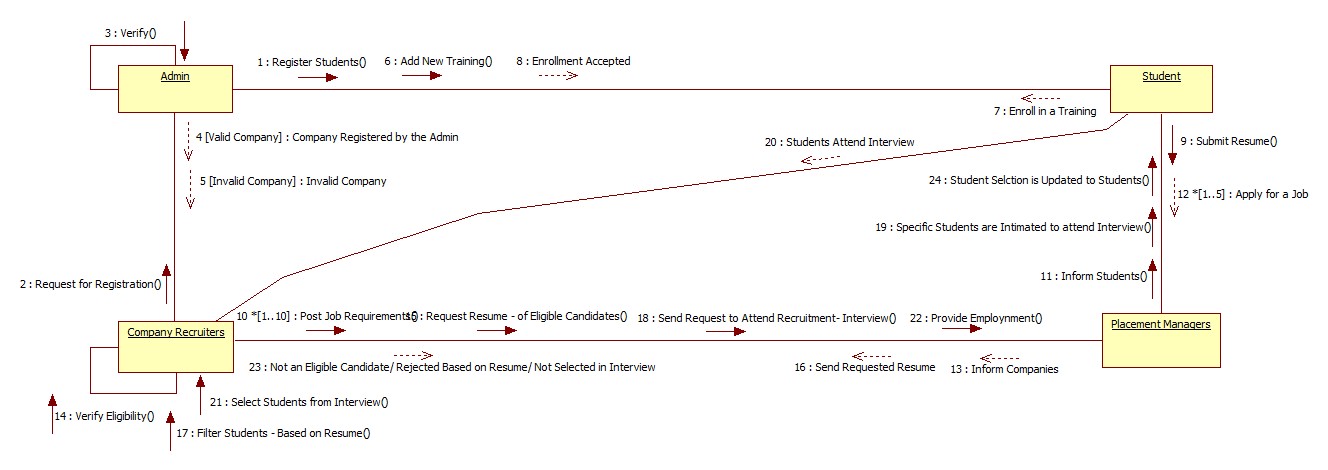 3 : Verify()
1 : Register Students()
6 : Add New Training()
8 : Enrollment Accepted
Admin
Student
7 : Enroll in a Training
4 [Valid Company] : Company Registered by the Admin
20 : Students Attend Interview
9 : Submit Resume()
5 [Invalid Company] : Invalid Company
24 : Student Selction is Updated to Students()
12 *[1..5] : Apply for a Job
19 : Specific Students are Intimated to attend Interview()
2 : Request for Registration()
11 : Inform Students()
10 *[1..10] : Post Job Requirements()
: Request Resume - of Eligible Candidates()
18 : Send Request to Attend Recruitment- Interview()
22 : Provide Employnment()
Company Recruiters
Placement Managers
23 : Not an Eligible Candidate/ Rejected Based on Resume/ Not Selected in Interview
16 : Send Requested Resume
13 : Inform Companies
21 : Select Students from Interview()
14 : Verify Eligibility()
17 : Filter Students - Based on Resume()